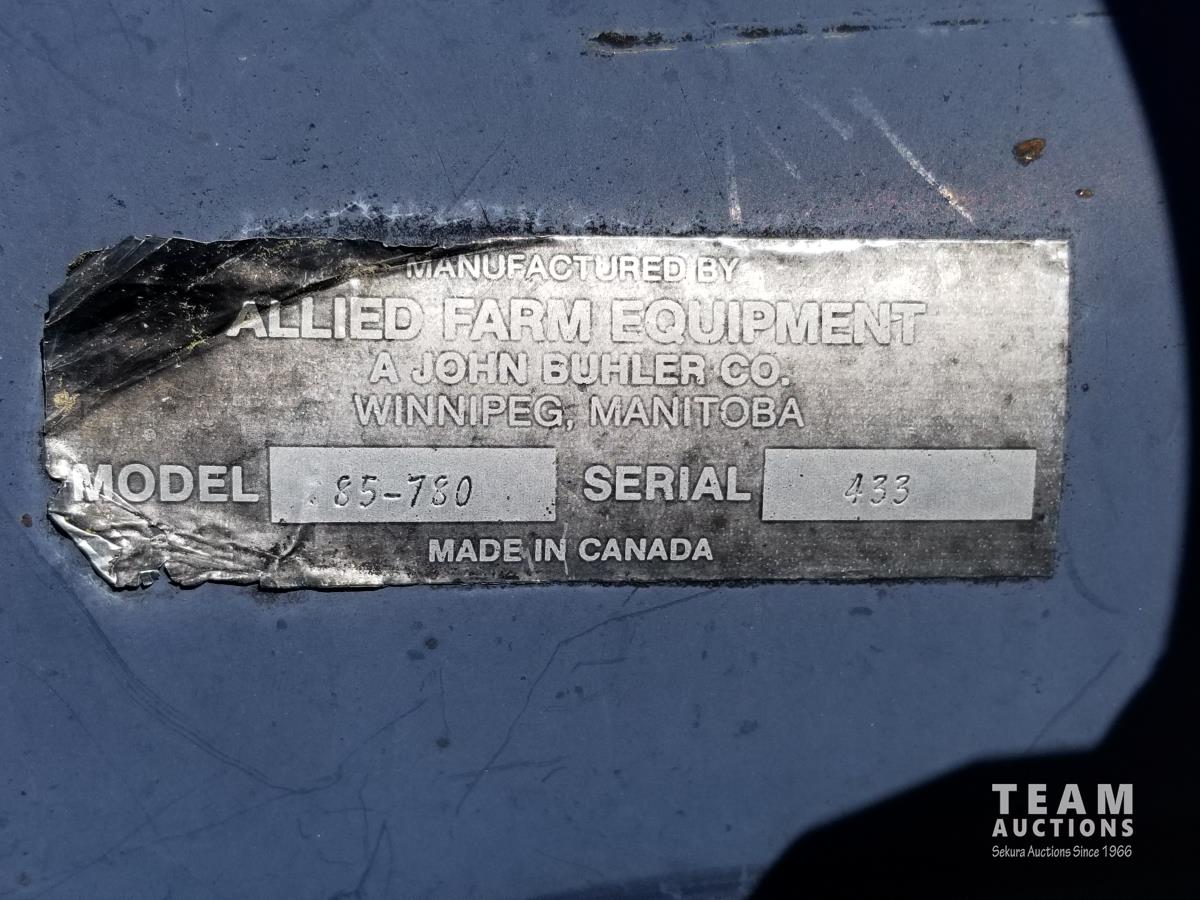 MANUFACTURED BY
ALLIED FARM EQUIPMENT
A JOHN BUHLER CO.
WINNIPEG, MANITOBA
MODEL 85-780 SERIAL 433
MADE IN CANADA
TEAM
AUCTIONS
Sekura Auctions Since 1966